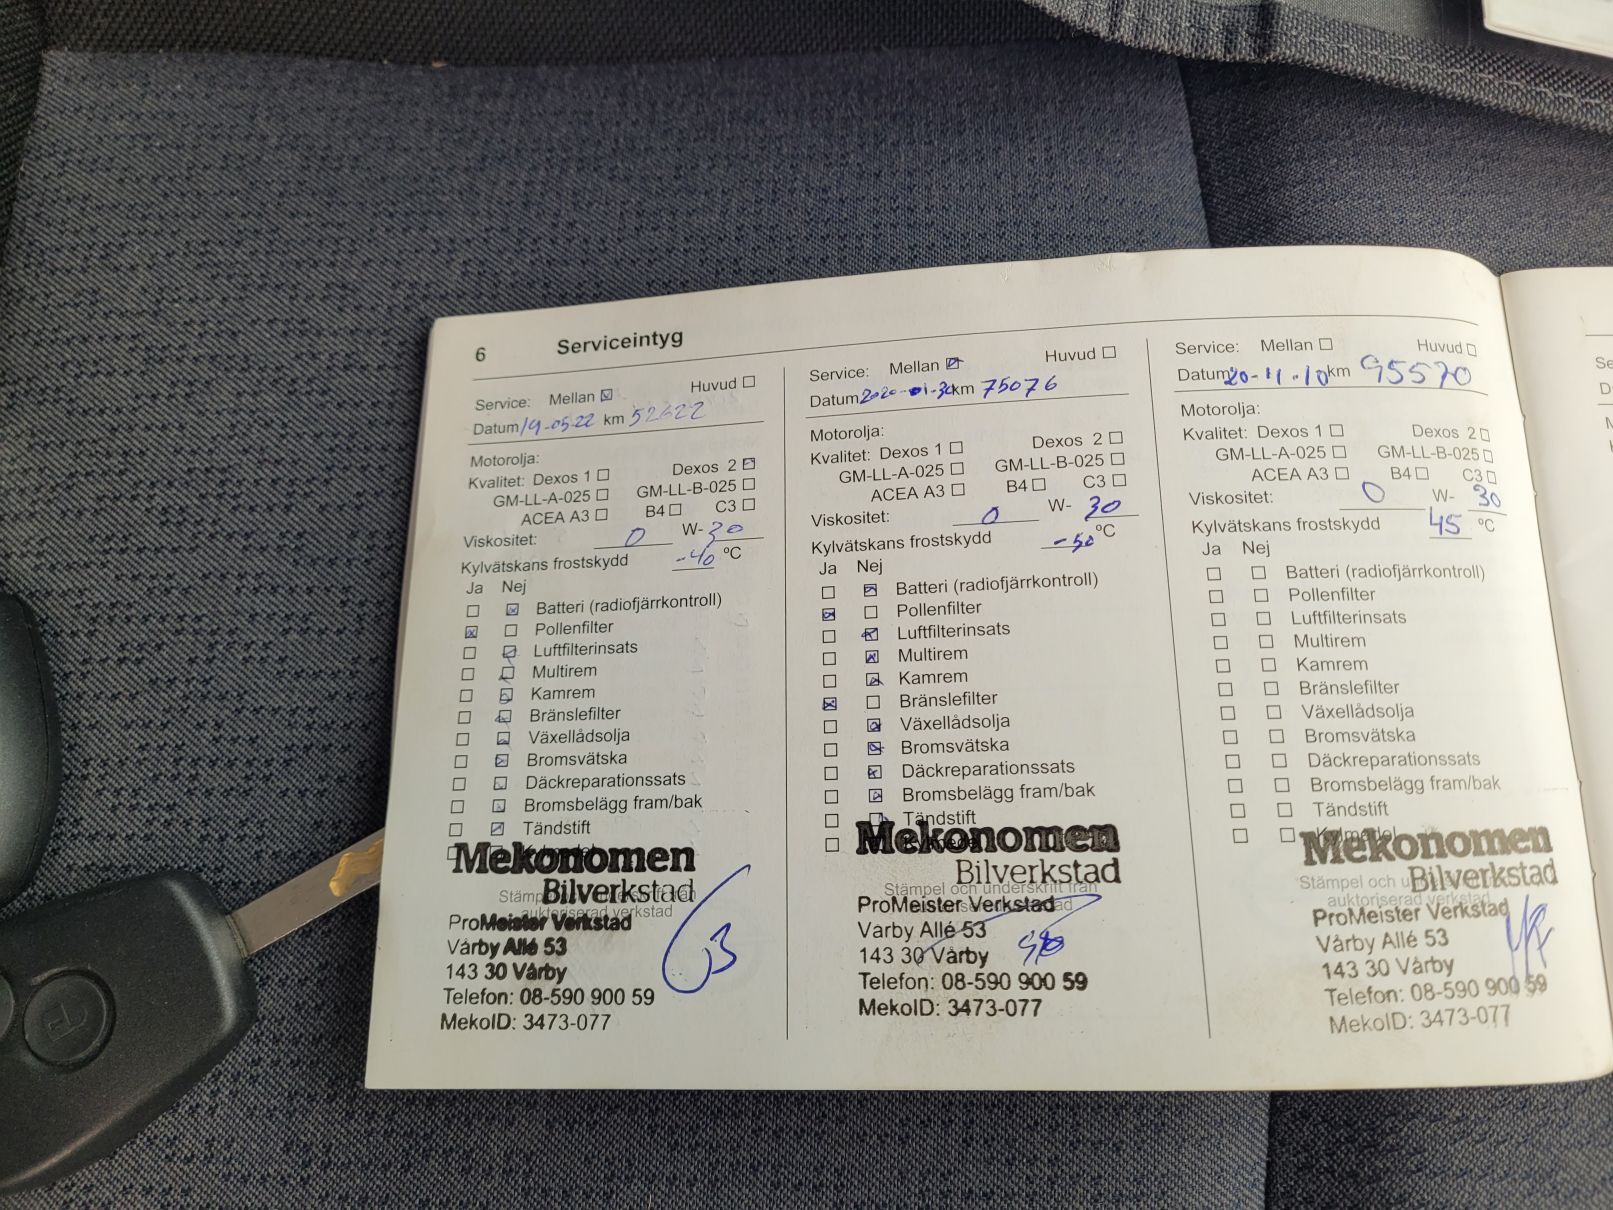 6 Serviceintyg
Service: Mellan Huvud
Datum 19-05-22 km 52622
Motorolja:
Kvalitet: Dexos 1 Dexos 2
GM-LL-A-025 GM-LL-B-025
ACEA A3 B4 C3
Viskositet: 0 W- 30
Kylvätskans frostskydd -40 °C
Ja Nej
Batteri (radiofjärrkontroll)
Pollenfilter
Luftfilterinsats
Multirem
Kamrem
Bränslefilter
Växellådsolja
Bromsvätska
Däckreparationssats
Bromsbelägg fram/bak
Tändstift
Mekonomen
Bilverkstad
ProMeister Verkstad
Vårby Allé 53
143 30 Vårby
Telefon: 08-590 900 59
MekoID: 3473-077
Service: Mellan Huvud
Datum 2020-01-30 km 75076
Motorolja:
Kvalitet: Dexos 1 Dexos 2
GM-LL-A-025 GM-LL-B-025
ACEA A3 B4 C3
Viskositet: 0 W- 30
Kylvätskans frostskydd -50 °C
Ja Nej
Batteri (radiofjärrkontroll)
Pollenfilter
Luftfilterinsats
Multirem
Kamrem
Bränslefilter
Växellådsolja
Bromsvätska
Däckreparationssats
Bromsbelägg fram/bak
Tändstift
Mekonomen
Bilverkstad
Stämpel och underskrift från
ProMeister Verkstad
Vårby Allé 53
143 30 Vårby
Telefon: 08-590 900 59
MekoID: 3473-077
Service: Mellan Huvud
Datum 20-11-10 km 95570
Motorolja:
Kvalitet: Dexos 1 Dexos 2
GM-LL-A-025 GM-LL-B-025
ACEA A3 B4 C3
Viskositet: 0 W- 30
Kylvätskans frostskydd 45 °C
Ja Nej
Batteri (radiofjärrkontroll)
Pollenfilter
Luftfilterinsats
Multirem
Kamrem
Bränslefilter
Växellådsolja
Bromsvätska
Däckreparationssats
Bromsbelägg fram/bak
Tändstift
Mekonomen
Stämpel och
Bilverkstad
auktoriserad verkstad
ProMeister Verkstad
Vårby Allé 53
143 30 Vårby
Telefon: 08-590 900 59
MekoID: 3473-077